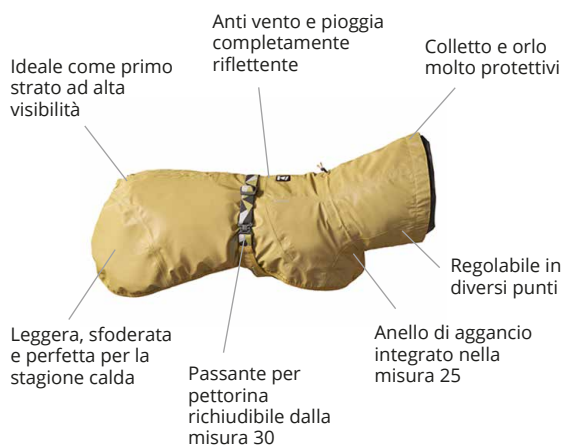 Anti vento e pioggia
completamente
riflettente
Colletto e orlo
molto protettivi
Ideale come primo
strato ad alta
visibilità
Regolabile in
diversi punti
Leggera, sfoderata
e perfetta per la
stagione calda
Anello di aggancio
integrato nella
misura 25
Passante per
pettorina
richiudibile dalla
misura 30